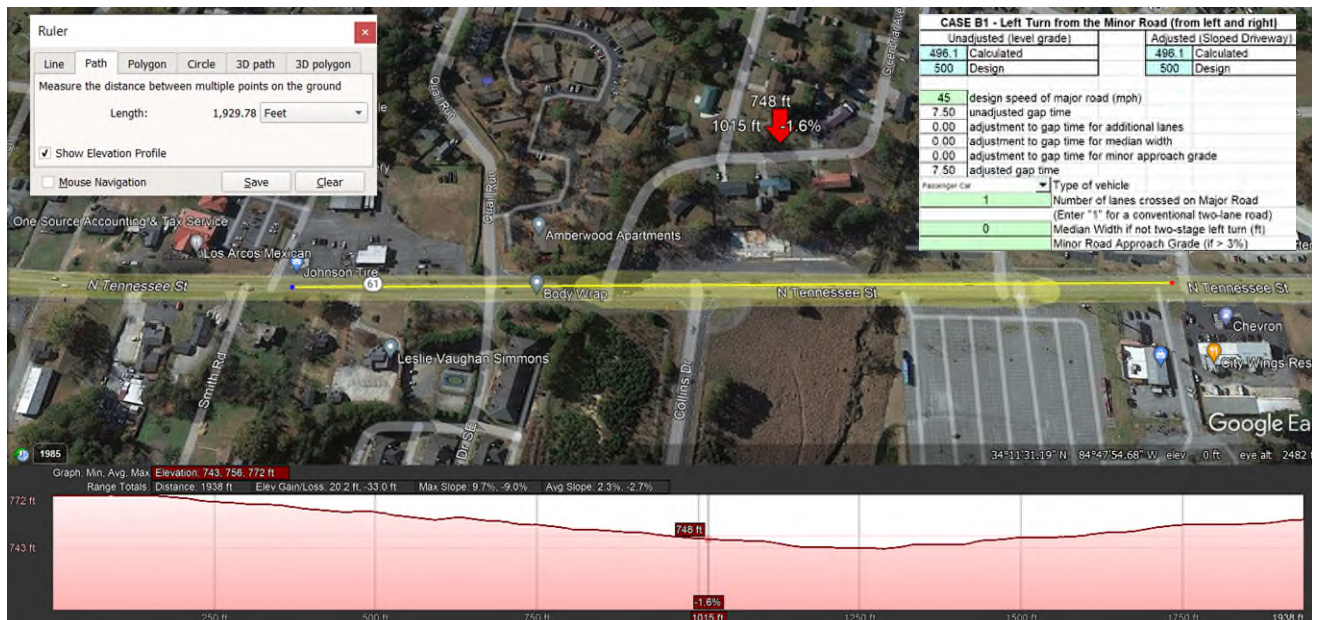 Ruler
Line Path Polygon Circle 3D path 3D polygon
Measure the distance between multiple points on the ground
Length: 1,929.78 Feet
Show Elevation Profile
Mouse Navigation Save Clear
CASE B1 - Left Turn from the Minor Road (from left and right)
Unadjusted (level grade) Adjusted (Sloped Driveway)
496.1 Calculated 496.1 Calculated
500 Design 500 Design
45 design speed of major road (mph)
7.50 unadjusted gap time
0.00 adjustment to gap time for additional lanes
0.00 adjustment to gap time for median width
0.00 adjustment to gap time for minor approach grade
7.50 adjusted gap time
Passenger Car Type of vehicle
1 Number of lanes crossed on Major Road
(Enter "1" for a conventional two-lane road)
0 Median Width if not two-stage left turn (ft)
Minor Road Approach Grade (if > 3%)
Quail Run
Greenbriar Ave
748 ft
1015 ft -1.6%
Quail Run
One Source Accounting & Tax Service
Los Arcos Mexican
Amberwood Apartments
Johnson Tire
N Tennessee St
61
Body Wrap
N Tennessee St
N Tennessee St
Chevron
Leslie Vaughan Simmons
City Wings Res
Smith Rd
Collins Dr
Dr SE
Google Ea
1985
34°11'31.19" N 84°47'54.68" W elev 0 ft eye alt 2482
Graph: Min, Avg, Max Elevation: 743, 756, 772 ft
Range Totals: Distance: 1938 ft Elev Gain/Loss: 20.2 ft, -33.0 ft Max Slope: 9.7%, -9.0% Avg Slope: 2.3%, -2.7%
772 ft
748 ft
743 ft
-1.6%
250 ft 500 ft 750 ft 1015 ft 1250 ft 1500 ft 1750 ft 1938 ft